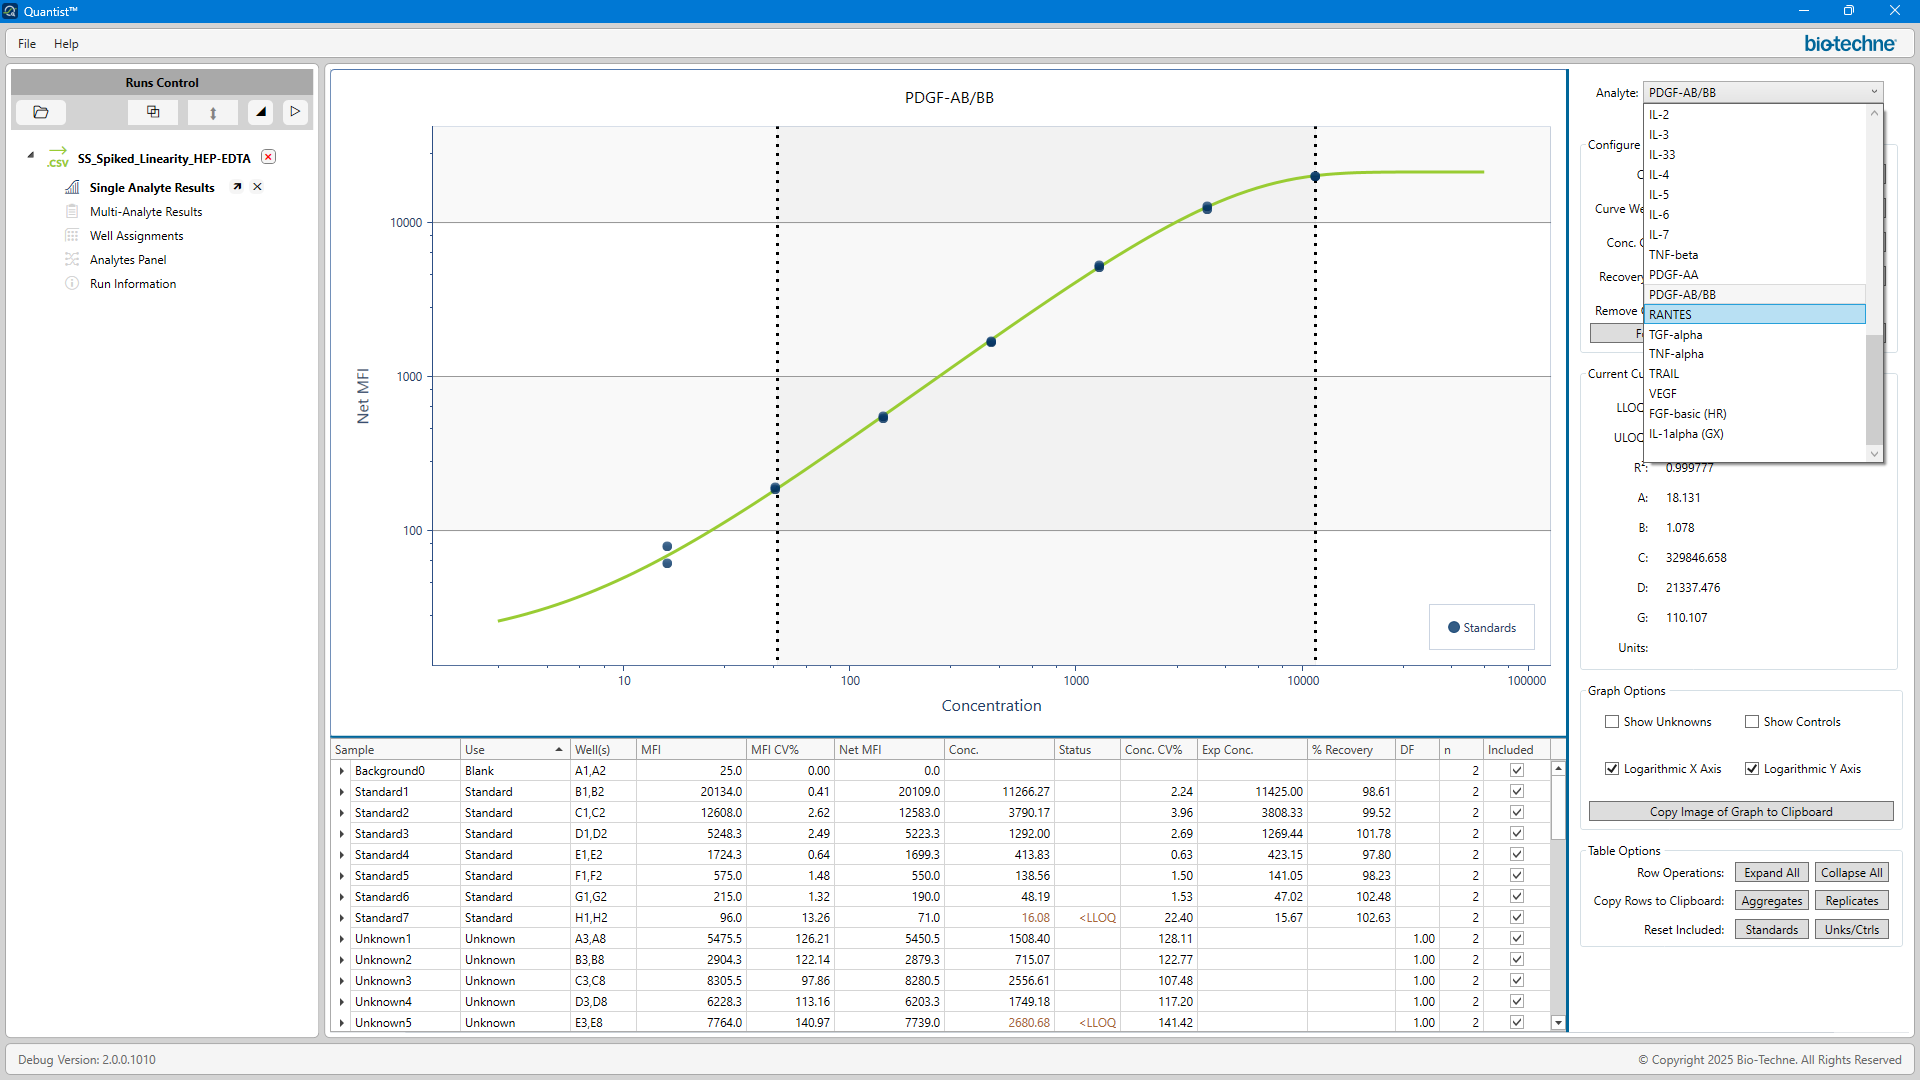 Quantist™
File Help
bio-techne
Runs Control
.csv SS_Spiked_Linearity_HEP-EDTA
Single Analyte Results
Multi-Analyte Results
Well Assignments
Analytes Panel
Run Information
PDGF-AB/BB
Net MFI
10000
1000
100
10 100 1000 10000 100000
Concentration
Standards
Sample Use Well(s) MFI MFI CV% Net MFI Conc. Status Conc. CV% Exp Conc. % Recovery DF n Included
Background0 Blank A1,A2 25.0 0.00 0.0 2
Standard1 Standard B1,B2 20134.0 0.41 20109.0 11266.27 2.24 11425.00 98.61 2
Standard2 Standard C1,C2 12608.0 2.62 12583.0 3790.17 3.96 3808.33 99.52 2
Standard3 Standard D1,D2 5248.3 2.49 5223.3 1292.00 2.69 1269.44 101.78 2
Standard4 Standard E1,E2 1724.3 0.64 1699.3 413.83 0.63 423.15 97.80 2
Standard5 Standard F1,F2 575.0 1.48 550.0 138.56 1.50 141.05 98.23 2
Standard6 Standard G1,G2 215.0 1.32 190.0 48.19 1.53 47.02 102.48 2
Standard7 Standard H1,H2 96.0 13.26 71.0 16.08 <LLOQ 22.40 15.67 102.63 2
Unknown1 Unknown A3,A8 5475.5 126.21 5450.5 1508.40 128.11 1.00 2
Unknown2 Unknown B3,B8 2904.3 122.14 2879.3 715.07 122.77 1.00 2
Unknown3 Unknown C3,C8 8305.5 97.86 8280.5 2556.61 107.48 1.00 2
Unknown4 Unknown D3,D8 6228.3 113.16 6203.3 1749.18 117.20 1.00 2
Unknown5 Unknown E3,E8 7764.0 140.97 7739.0 2680.68 <LLOQ 141.42 1.00 2
Analyte: PDGF-AB/BB
IL-2
IL-3
IL-33
IL-4
IL-5
IL-6
IL-7
TNF-beta
PDGF-AA
PDGF-AB/BB
RANTES
TGF-alpha
TNF-alpha
TRAIL
VEGF
FGF-basic (HR)
IL-1alpha (GX)
Configure
C
Curve We
Conc. C
Recovery
Remove
F
Current Cu
LLOQ
ULOQ
R²: 0.999777
A: 18.131
B: 1.078
C: 329846.658
D: 21337.476
G: 110.107
Units:
Graph Options
Show Unknowns Show Controls
Logarithmic X Axis Logarithmic Y Axis
Copy Image of Graph to Clipboard
Table Options
Row Operations: Expand All Collapse All
Copy Rows to Clipboard: Aggregates Replicates
Reset Included: Standards Unks/Ctrls
Debug Version: 2.0.0.1010
© Copyright 2025 Bio-Techne. All Rights Reserved